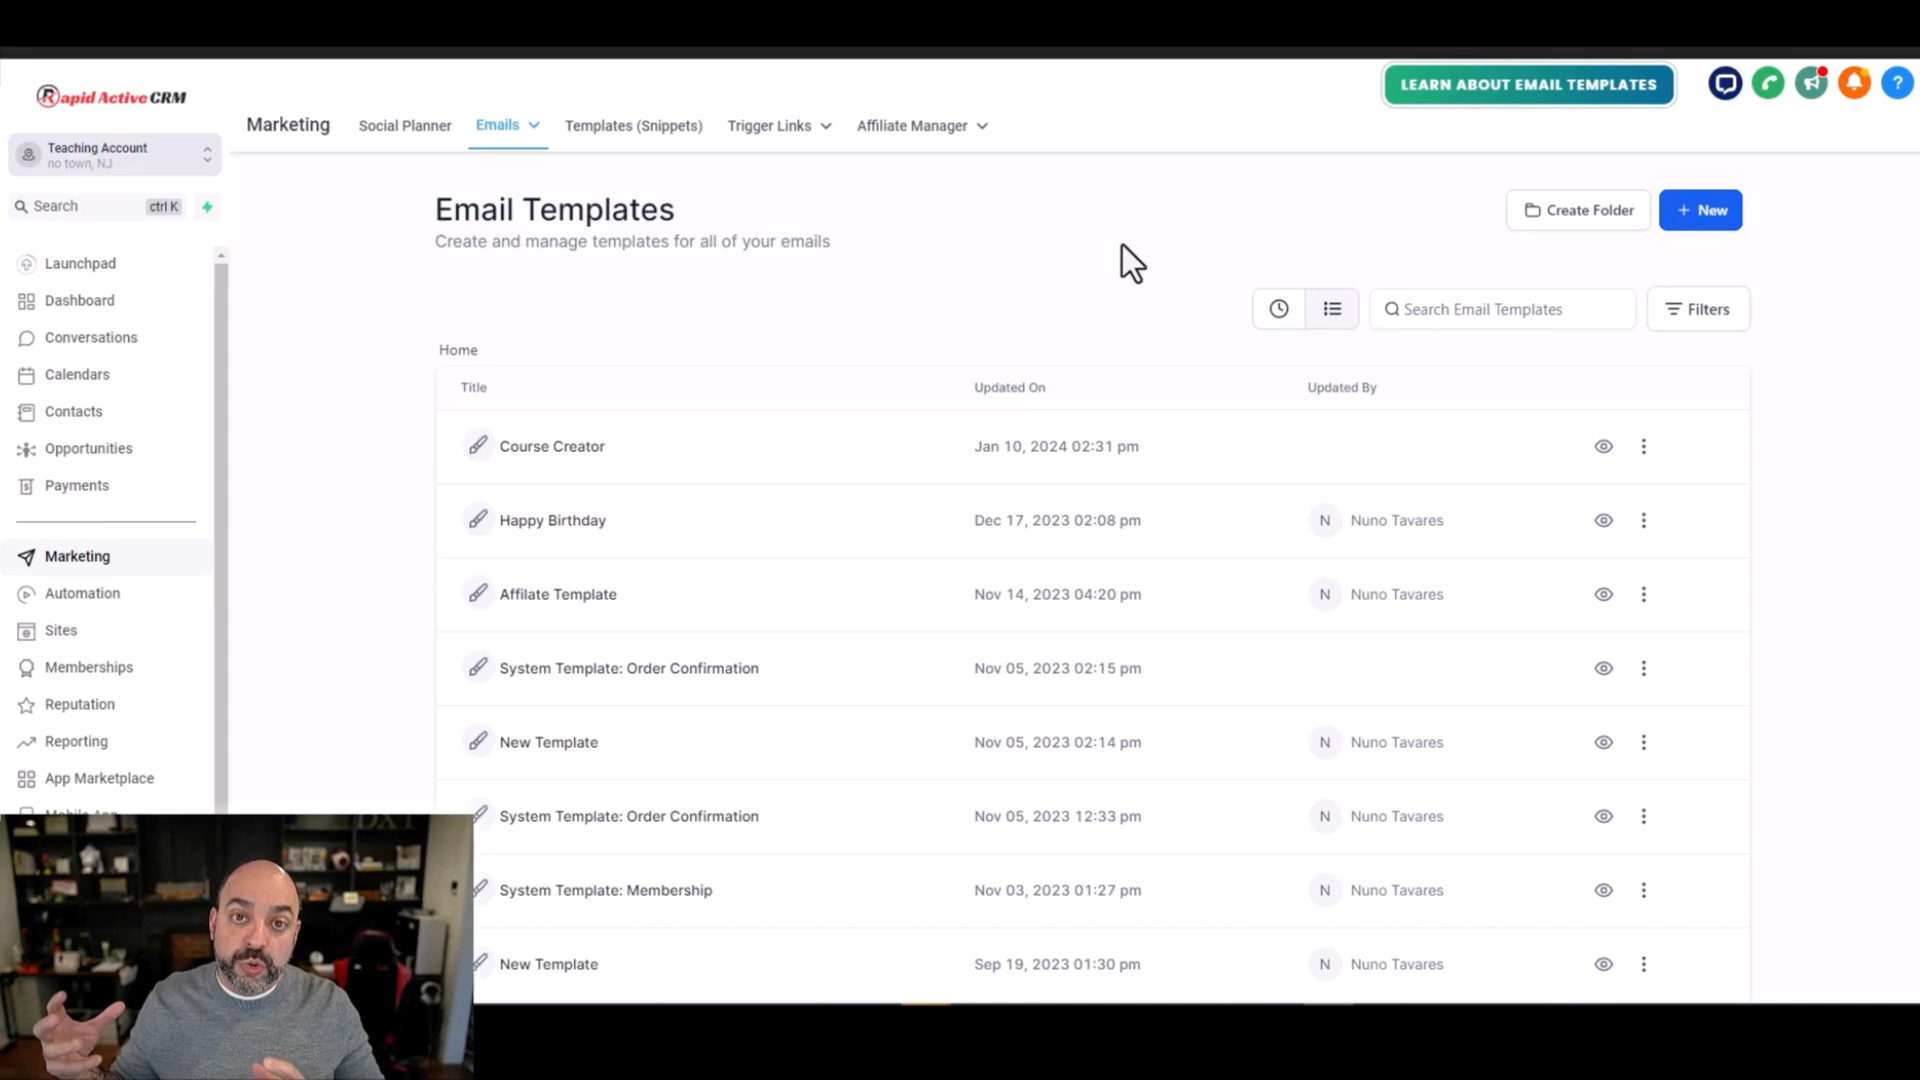 Rapid Active CRM
LEARN ABOUT EMAIL TEMPLATES
?
Marketing
Social Planner
Emails
Templates (Snippets)
Trigger Links
Affiliate Manager
Teaching Account
no town, NJ
Search
ctrl K
Launchpad
Dashboard
Conversations
Calendars
Contacts
Opportunities
Payments
Marketing
Automation
Sites
Memberships
Reputation
Reporting
App Marketplace
Mobile App
Email Templates
Create and manage templates for all of your emails
Create Folder
+ New
Search Email Templates
Filters
Home
Title Updated On Updated By
Course Creator Jan 10, 2024 02:31 pm
Happy Birthday Dec 17, 2023 02:08 pm N Nuno Tavares
Affilate Template Nov 14, 2023 04:20 pm N Nuno Tavares
System Template: Order Confirmation Nov 05, 2023 02:15 pm
New Template Nov 05, 2023 02:14 pm N Nuno Tavares
System Template: Order Confirmation Nov 05, 2023 12:33 pm N Nuno Tavares
System Template: Membership Nov 03, 2023 01:27 pm N Nuno Tavares
New Template Sep 19, 2023 01:30 pm N Nuno Tavares